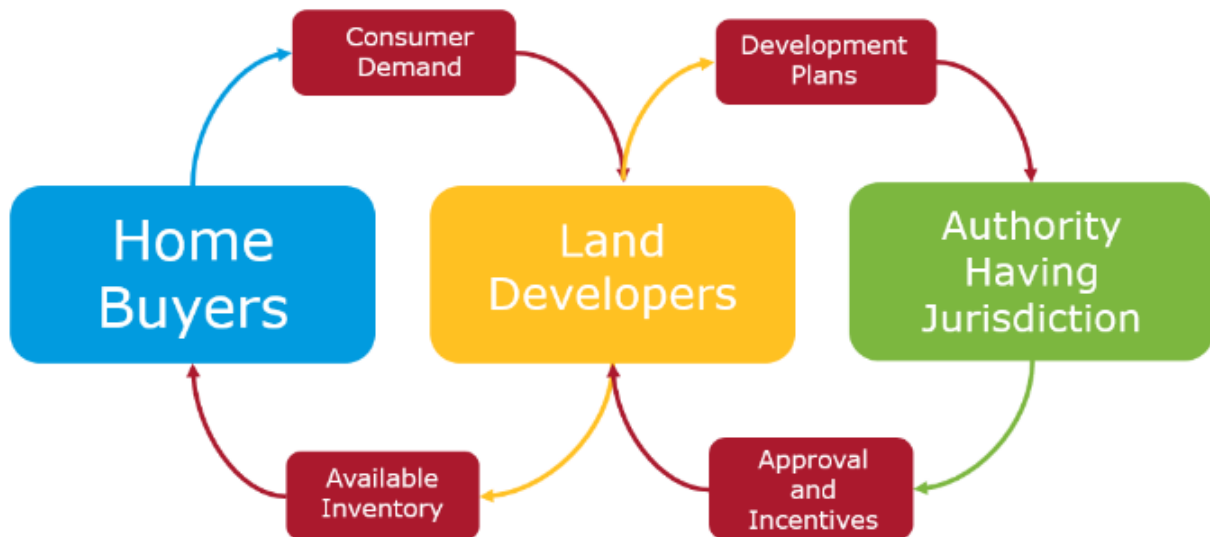 Consumer
Demand
Development
Plans
Home
Buyers
Land
Developers
Authority
Having
Jurisdiction
Available
Inventory
Approval
and
Incentives